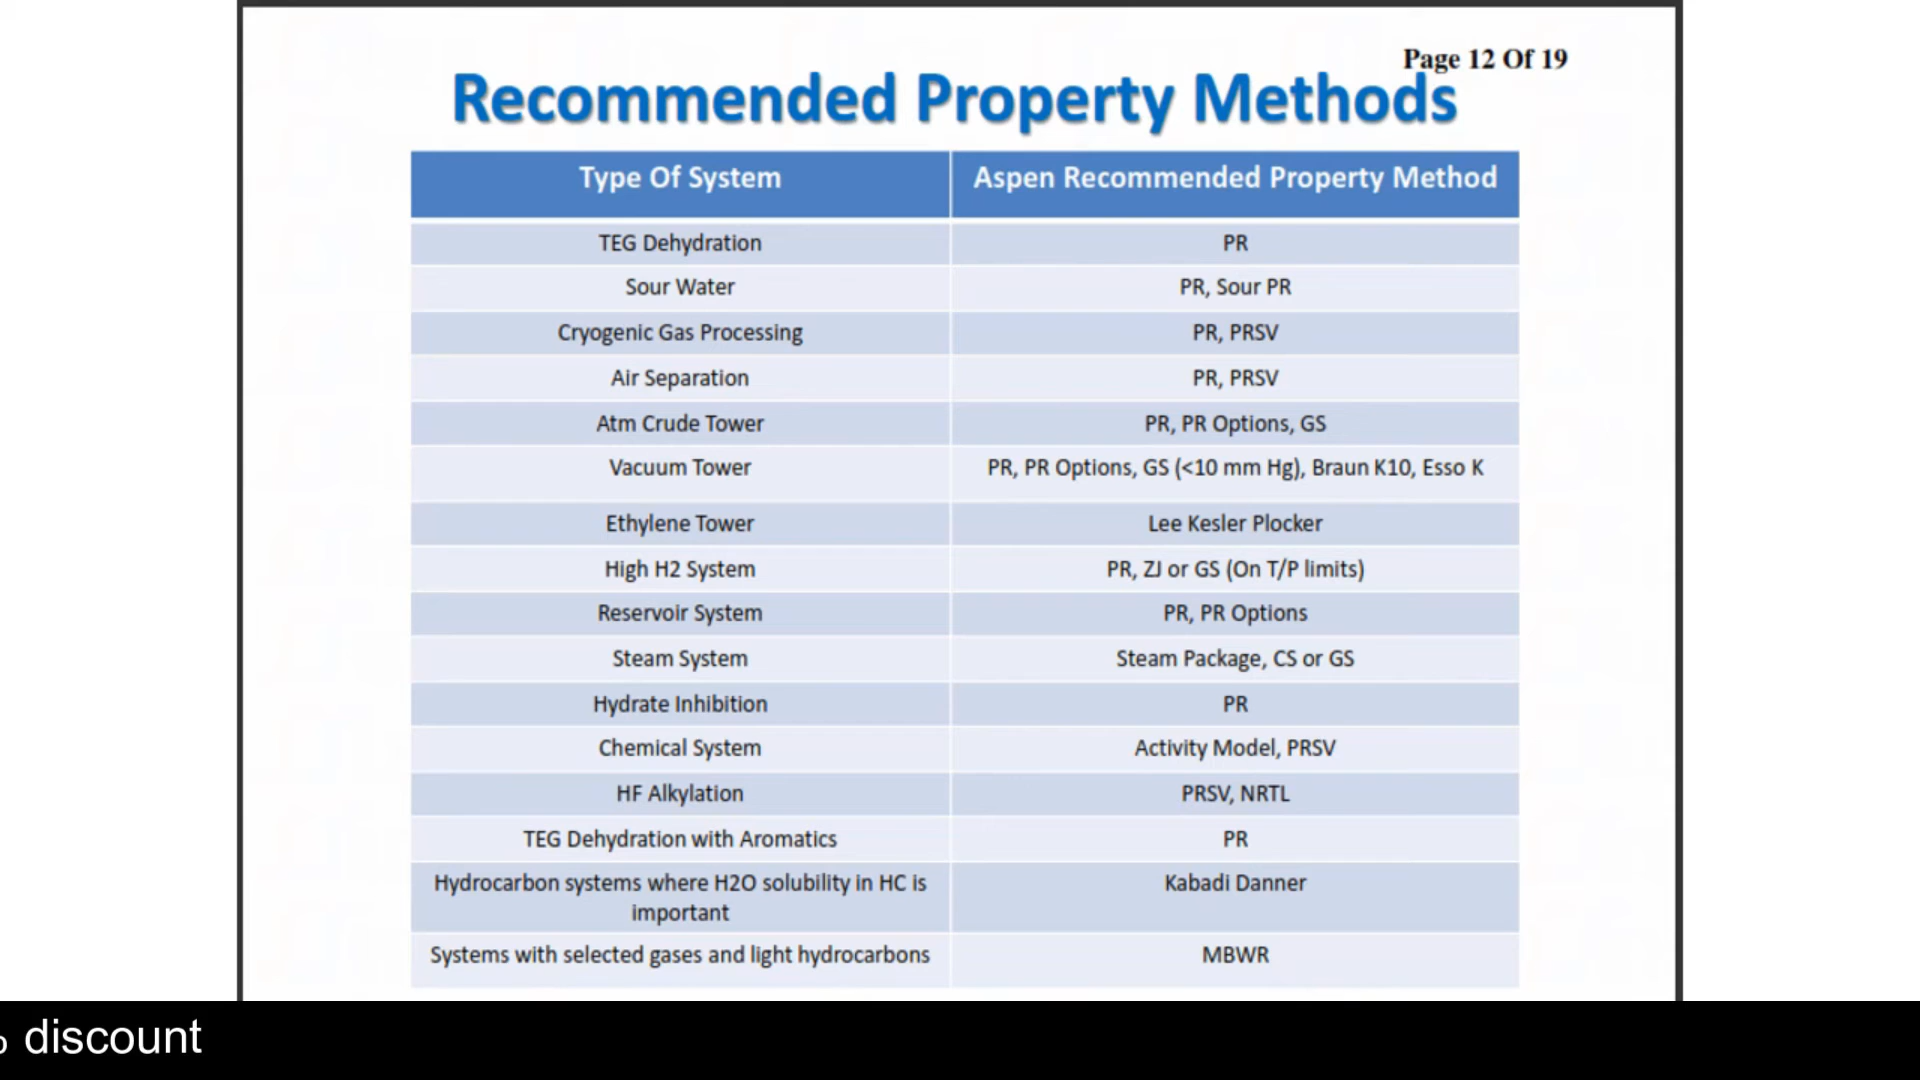 Page 12 Of 19
Recommended Property Methods
Type Of System Aspen Recommended Property Method
TEG Dehydration PR
Sour Water PR, Sour PR
Cryogenic Gas Processing PR, PRSV
Air Separation PR, PRSV
Atm Crude Tower PR, PR Options, GS
Vacuum Tower PR, PR Options, GS (<10 mm Hg), Braun K10, Esso K
Ethylene Tower Lee Kesler Plocker
High H2 System PR, ZJ or GS (On T/P limits)
Reservoir System PR, PR Options
Steam System Steam Package, CS or GS
Hydrate Inhibition PR
Chemical System Activity Model, PRSV
HF Alkylation PRSV, NRTL
TEG Dehydration with Aromatics PR
Hydrocarbon systems where H2O solubility in HC is Kabadi Danner
important
Systems with selected gases and light hydrocarbons MBWR
discount